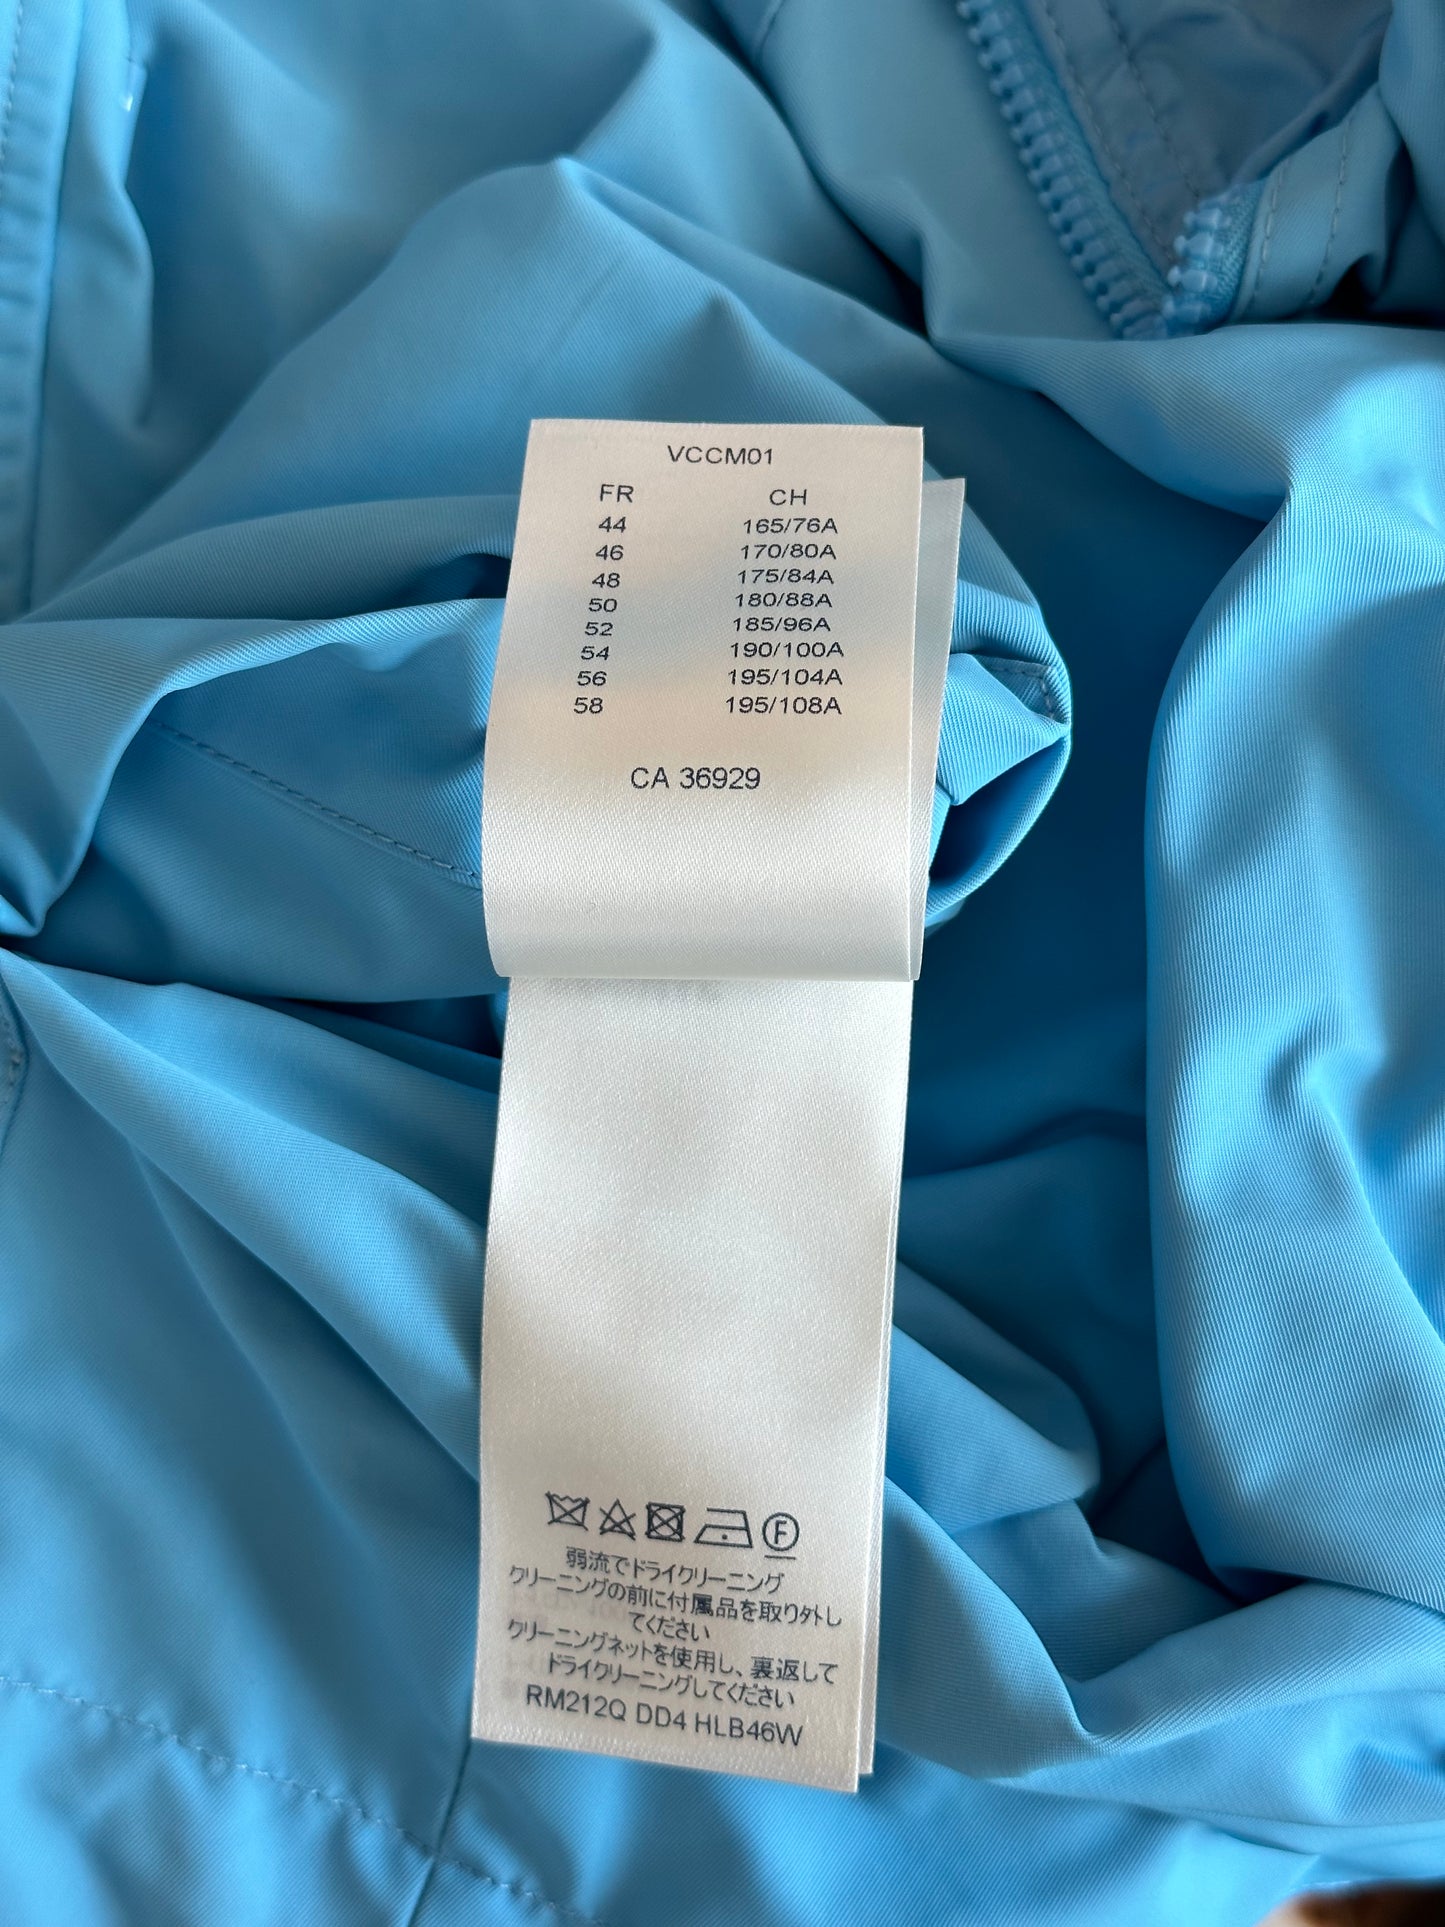 VCCM01
FR CH
44 165/76A
46 170/80A
48 175/84A
50 180/88A
52 185/96A
54 190/100A
56 195/104A
58 195/108A
CA 36929
F
弱流でドライクリーニング
クリーニングの前に付属品を取り外し
てください
クリーニングネットを使用し、裏返して
ドライクリーニングしてください
RM212Q DD4 HLB46W